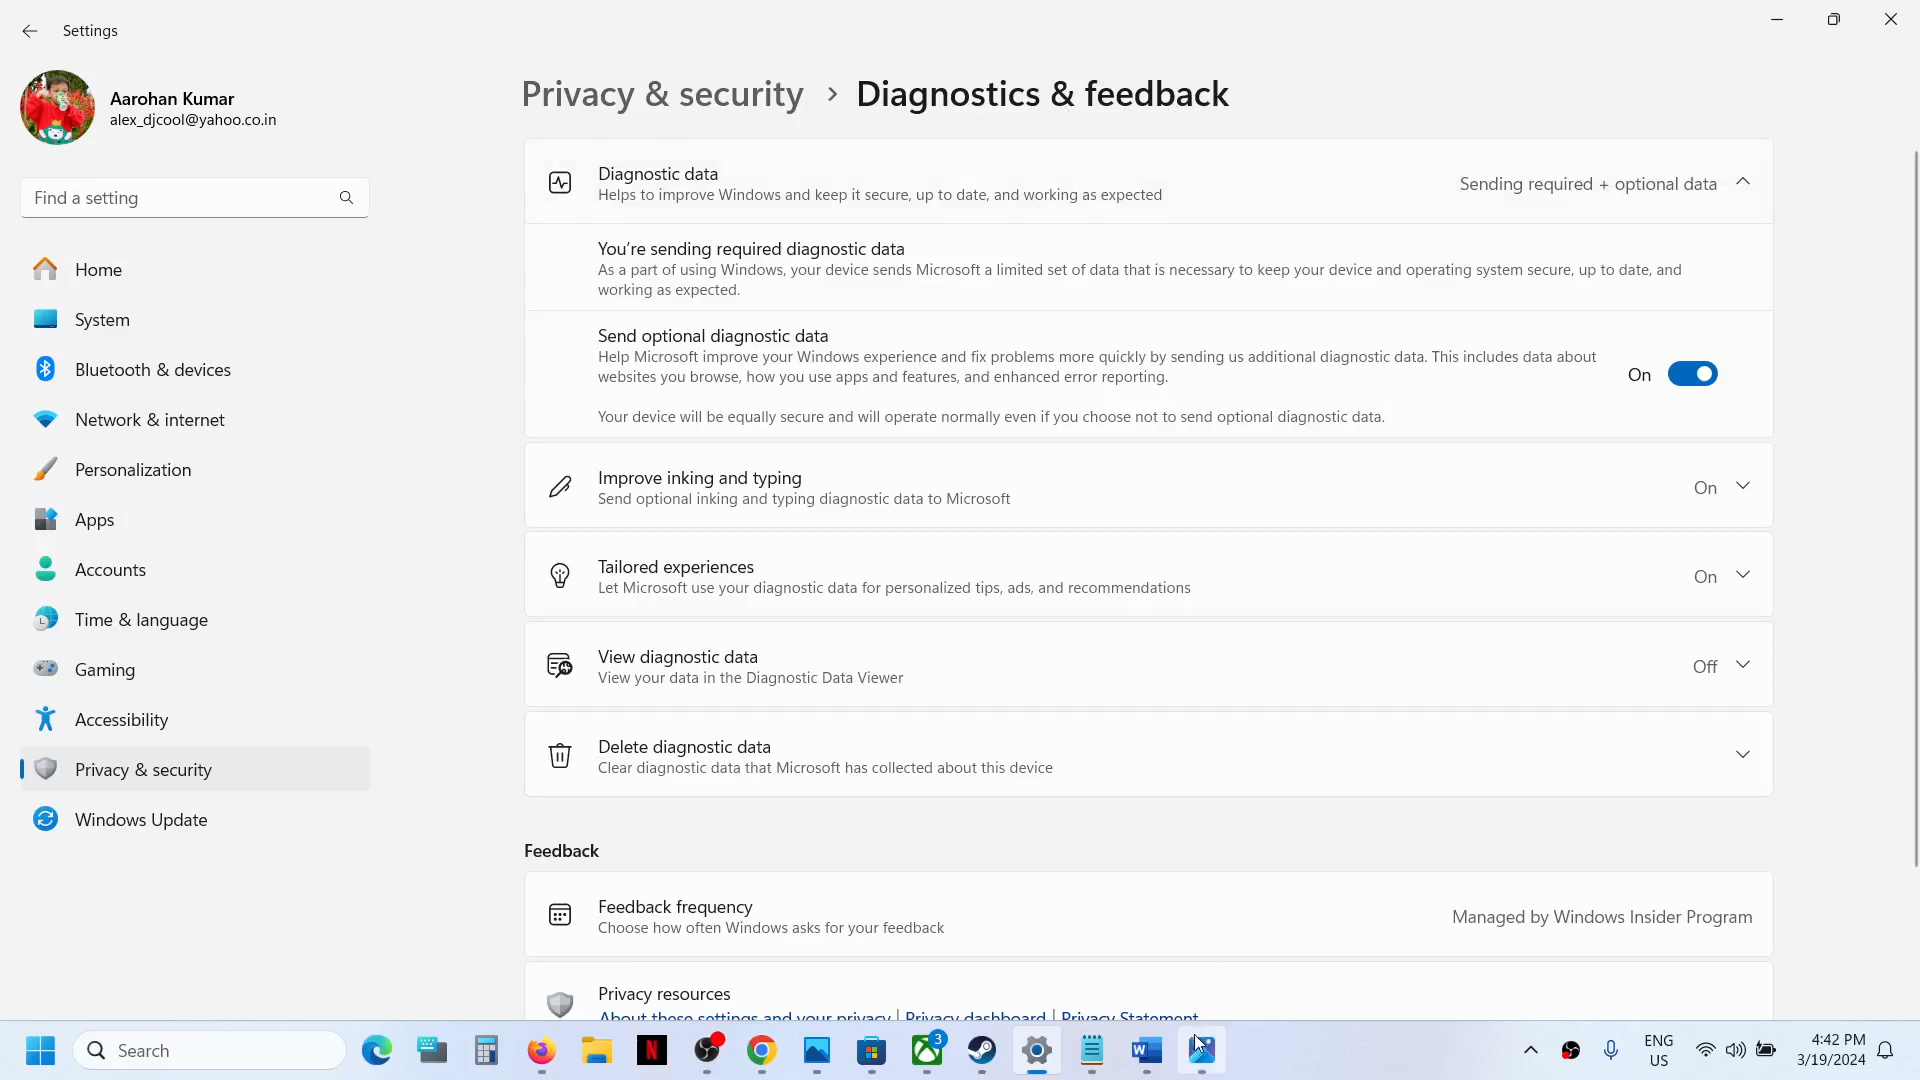 Settings
Aarohan Kumar
alex_djcool@yahoo.co.in
Find a setting
Home
System
Bluetooth & devices
Network & internet
Personalization
Apps
Accounts
Time & language
Gaming
Accessibility
Privacy & security
Windows Update
Privacy & security › Diagnostics & feedback
Diagnostic data
Helps to improve Windows and keep it secure, up to date, and working as expected
Sending required + optional data
You're sending required diagnostic data
As a part of using Windows, your device sends Microsoft a limited set of data that is necessary to keep your device and operating system secure, up to date, and
working as expected.
Send optional diagnostic data
Help Microsoft improve your Windows experience and fix problems more quickly by sending us additional diagnostic data. This includes data about
websites you browse, how you use apps and features, and enhanced error reporting.
On
Your device will be equally secure and will operate normally even if you choose not to send optional diagnostic data.
Improve inking and typing
Send optional inking and typing diagnostic data to Microsoft
On
Tailored experiences
Let Microsoft use your diagnostic data for personalized tips, ads, and recommendations
On
View diagnostic data
View your data in the Diagnostic Data Viewer
Off
Delete diagnostic data
Clear diagnostic data that Microsoft has collected about this device
Feedback
Feedback frequency
Choose how often Windows asks for your feedback
Managed by Windows Insider Program
Privacy resources
About these settings and your privacy | Privacy dashboard | Privacy Statement
Search
N
3
W
ENG
US
4:42 PM
3/19/2024